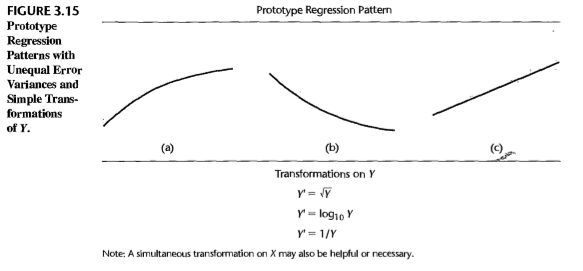 FIGURE 3.15
Prototype
Regression
Patterns with
Unequal Error
Variances and
Simple Trans-
formations
of Y.
Prototype Regression Pattern
(a)
(b)
(c)
Transformations on Y
Y' = √Y
Y' = log₁₀ Y
Y' = 1/Y
Note: A simultaneous transformation on X may also be helpful or necessary.